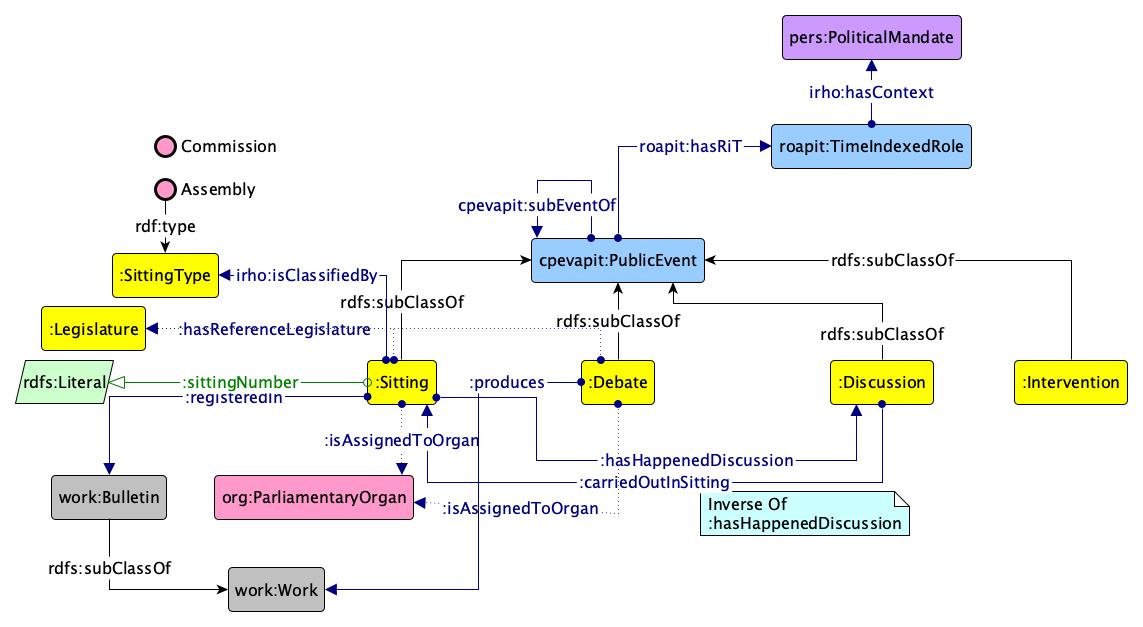 pers:PoliticalMandate
irho:hasContext
Commission
roapit:hasRiT
roapit:TimeIndexedRole
Assembly
cpevapit:subEventOf
rdf:type
:SittingType
irho:isClassifiedBy
cpevapit:PublicEvent
rdfs:subClassOf
rdfs:subClassOf
:Legislature
:hasReferenceLegislature
rdfs:subClassOf
rdfs:subClassOf
rdfs:Literal
:sittingNumber
:Sitting
:produces
:Debate
:Discussion
:Intervention
:registeredIn
:isAssignedToOrgan
:hasHappenedDiscussion
:carriedOutInSitting
work:Bulletin
org:ParliamentaryOrgan
:isAssignedToOrgan
Inverse Of
:hasHappenedDiscussion
rdfs:subClassOf
work:Work